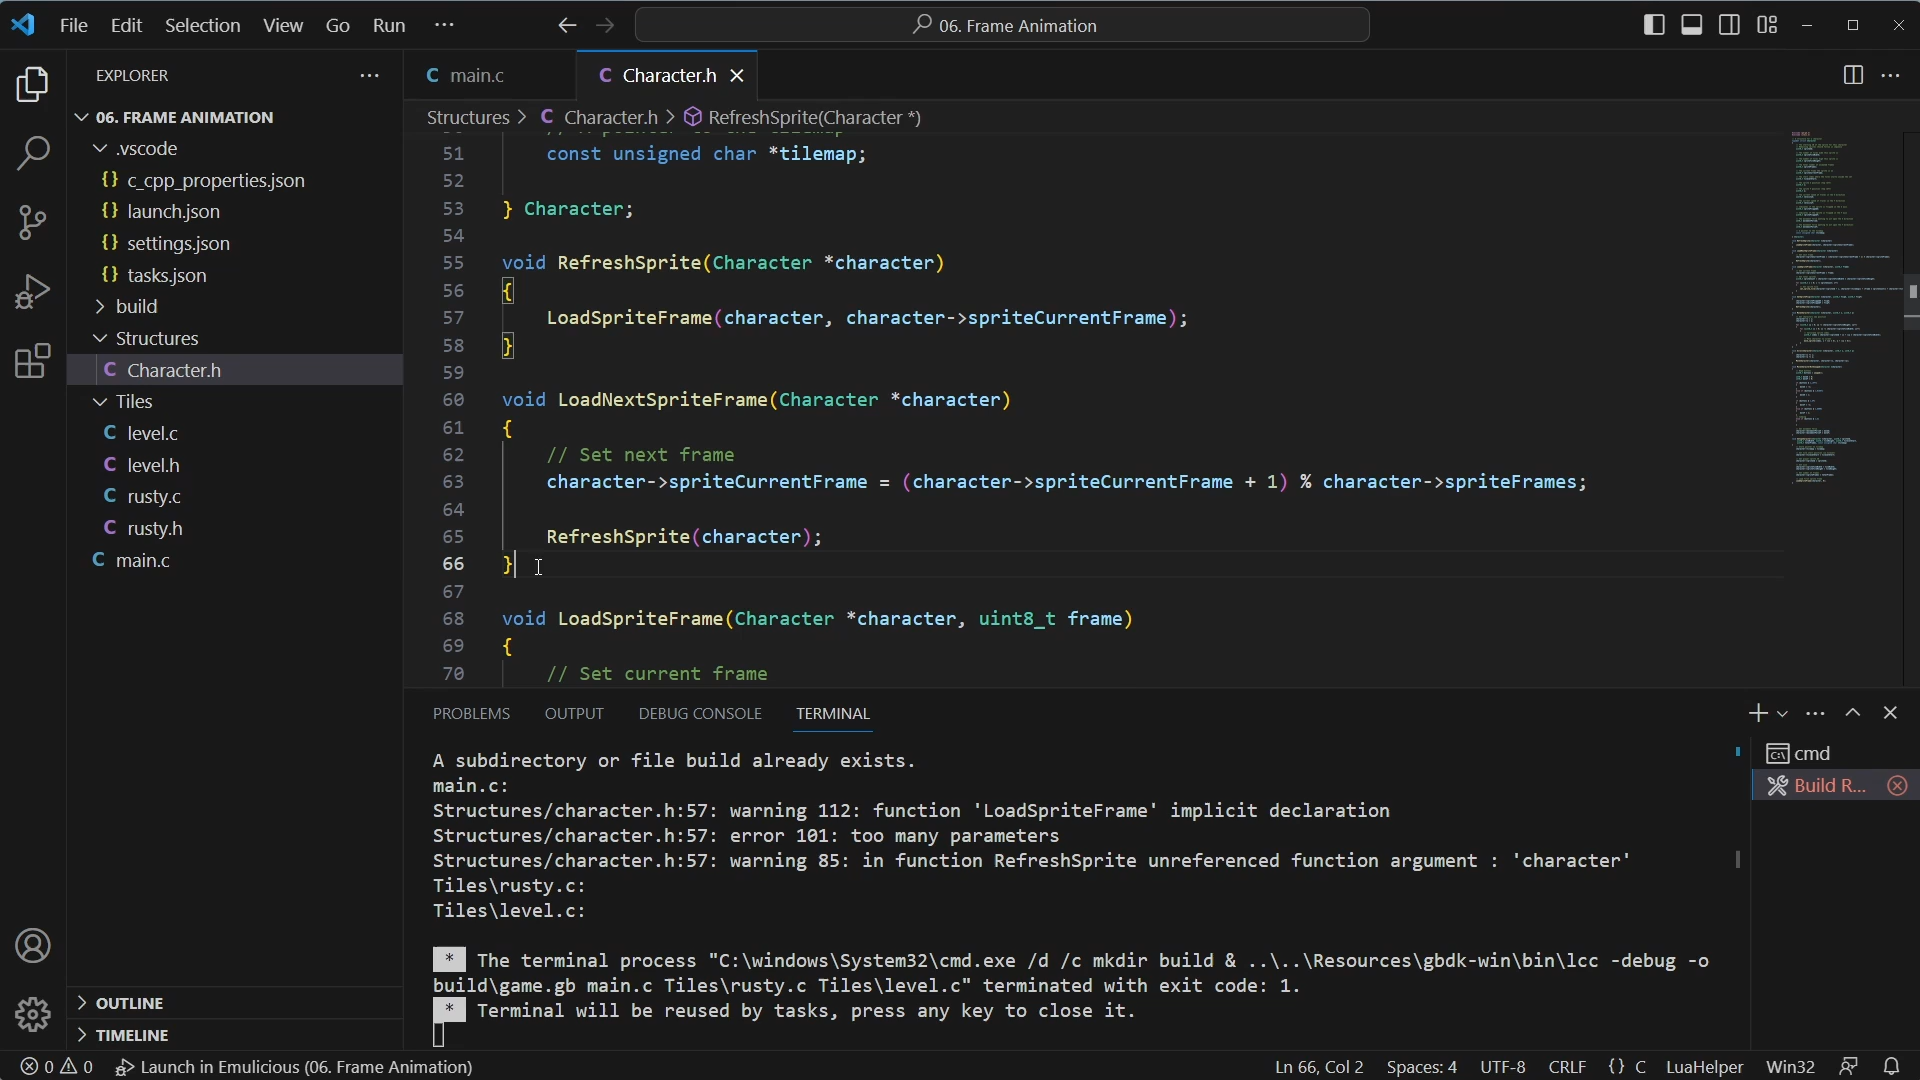 File Edit Selection View Go Run ··· 06. Frame Animation
EXPLORER ···
main.c
Character.h
Structures > Character.h > RefreshSprite(Character *)
06. FRAME ANIMATION
.vscode
{} c_cpp_properties.json
{} launch.json
{} settings.json
{} tasks.json
build
Structures
C Character.h
Tiles
C level.c
C level.h
C rusty.c
C rusty.h
C main.c
OUTLINE
TIMELINE
51 const unsigned char *tilemap;
52
53 } Character;
54
55 void RefreshSprite(Character *character)
56 {
57 LoadSpriteFrame(character, character->spriteCurrentFrame);
58 }
59
60 void LoadNextSpriteFrame(Character *character)
61 {
62 // Set next frame
63 character->spriteCurrentFrame = (character->spriteCurrentFrame + 1) % character->spriteFrames;
64
65 RefreshSprite(character);
66 }
67
68 void LoadSpriteFrame(Character *character, uint8_t frame)
69 {
70 // Set current frame
PROBLEMS OUTPUT DEBUG CONSOLE TERMINAL
A subdirectory or file build already exists.
main.c:
Structures/character.h:57: warning 112: function 'LoadSpriteFrame' implicit declaration
Structures/character.h:57: error 101: too many parameters
Structures/character.h:57: warning 85: in function RefreshSprite unreferenced function argument : 'character'
Tiles\rusty.c:
Tiles\level.c:
* The terminal process "C:\windows\System32\cmd.exe /d /c mkdir build & ..\..\Resources\gbdk-win\bin\lcc -debug -o
build\game.gb main.c Tiles\rusty.c Tiles\level.c" terminated with exit code: 1.
* Terminal will be reused by tasks, press any key to close it.
cmd
Build R...
0 0 Launch in Emulicious (06. Frame Animation) Ln 66, Col 2 Spaces: 4 UTF-8 CRLF {} C LuaHelper Win32